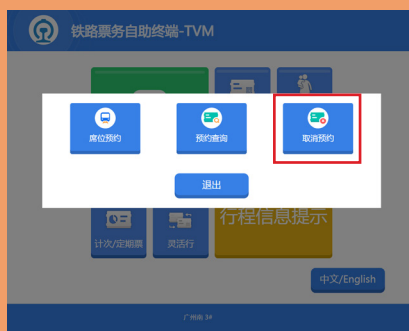 铁路票务自助终端-TVM
席位预约
预约查询
取消预约
退出
行程信息提示
计次/定期票
灵活行
中文/English
广州南 3#